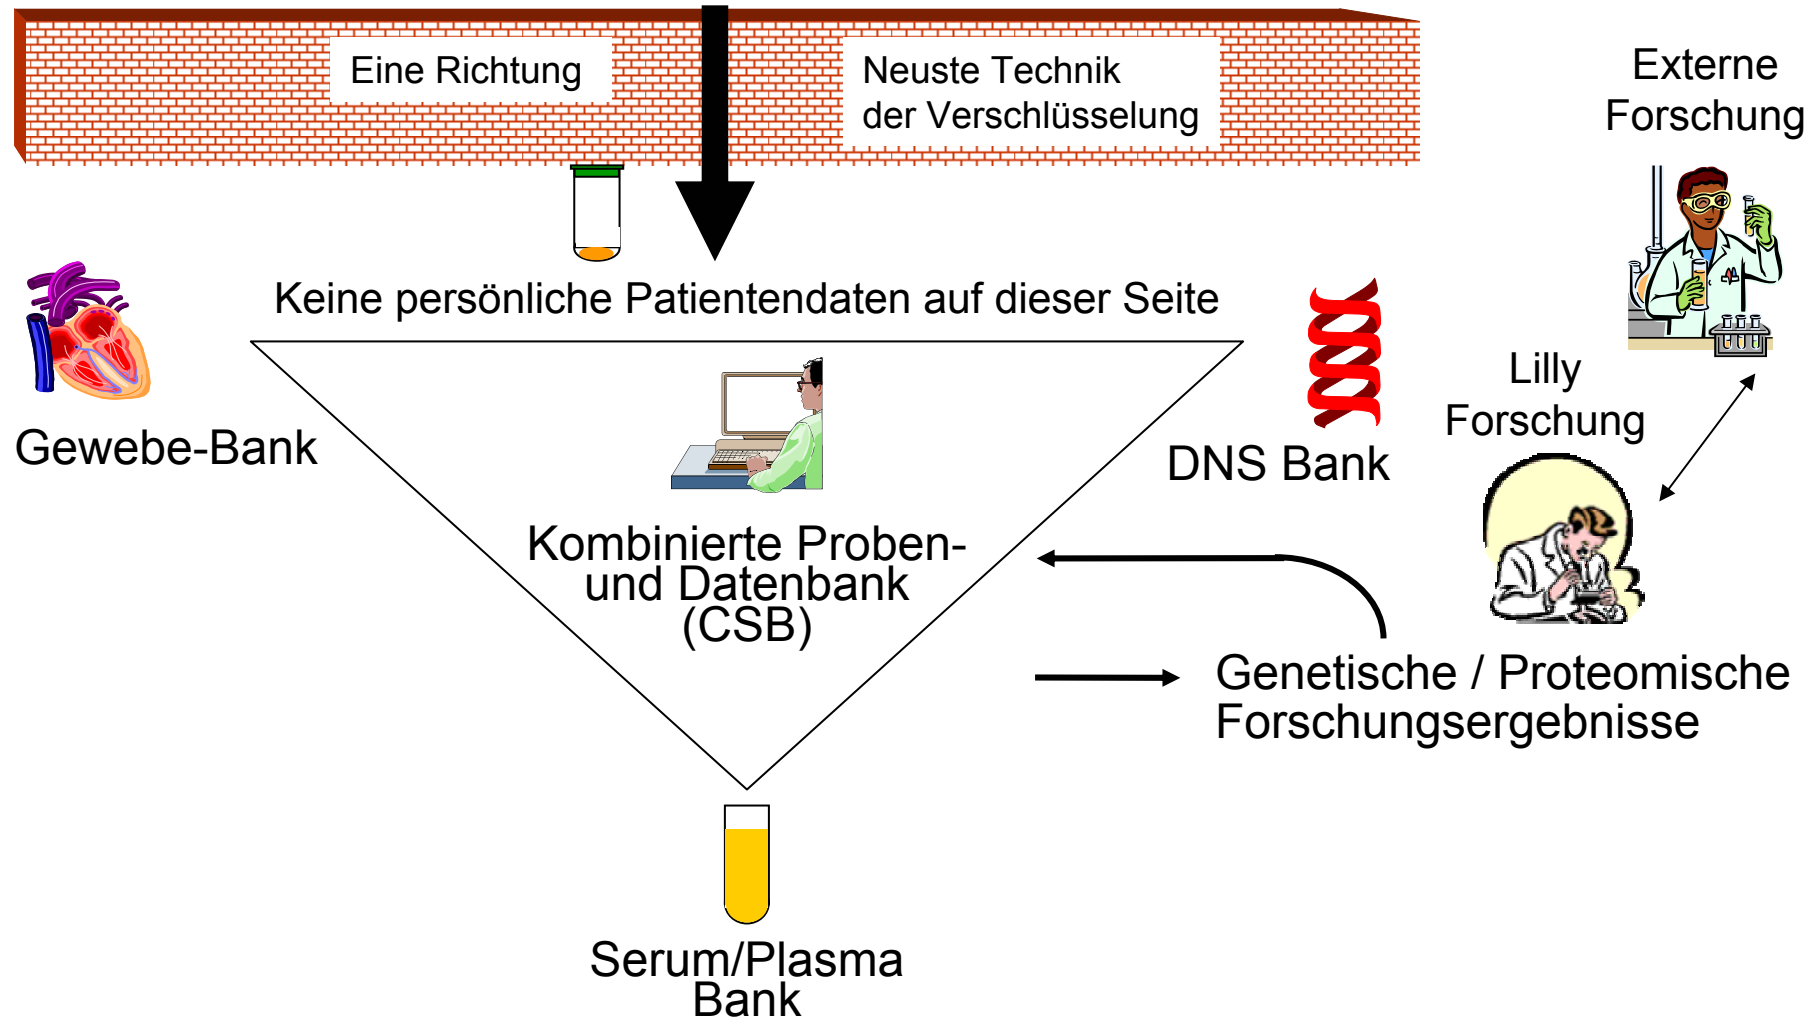 Eine Richtung
Neuste Technik
der Verschlüsselung
Externe
Forschung
Keine persönliche Patientendaten auf dieser Seite
Lilly
Forschung
Gewebe-Bank
DNS Bank
Kombinierte Proben-
und Datenbank
(CSB)
Genetische / Proteomische
Forschungsergebnisse
Serum/Plasma
Bank